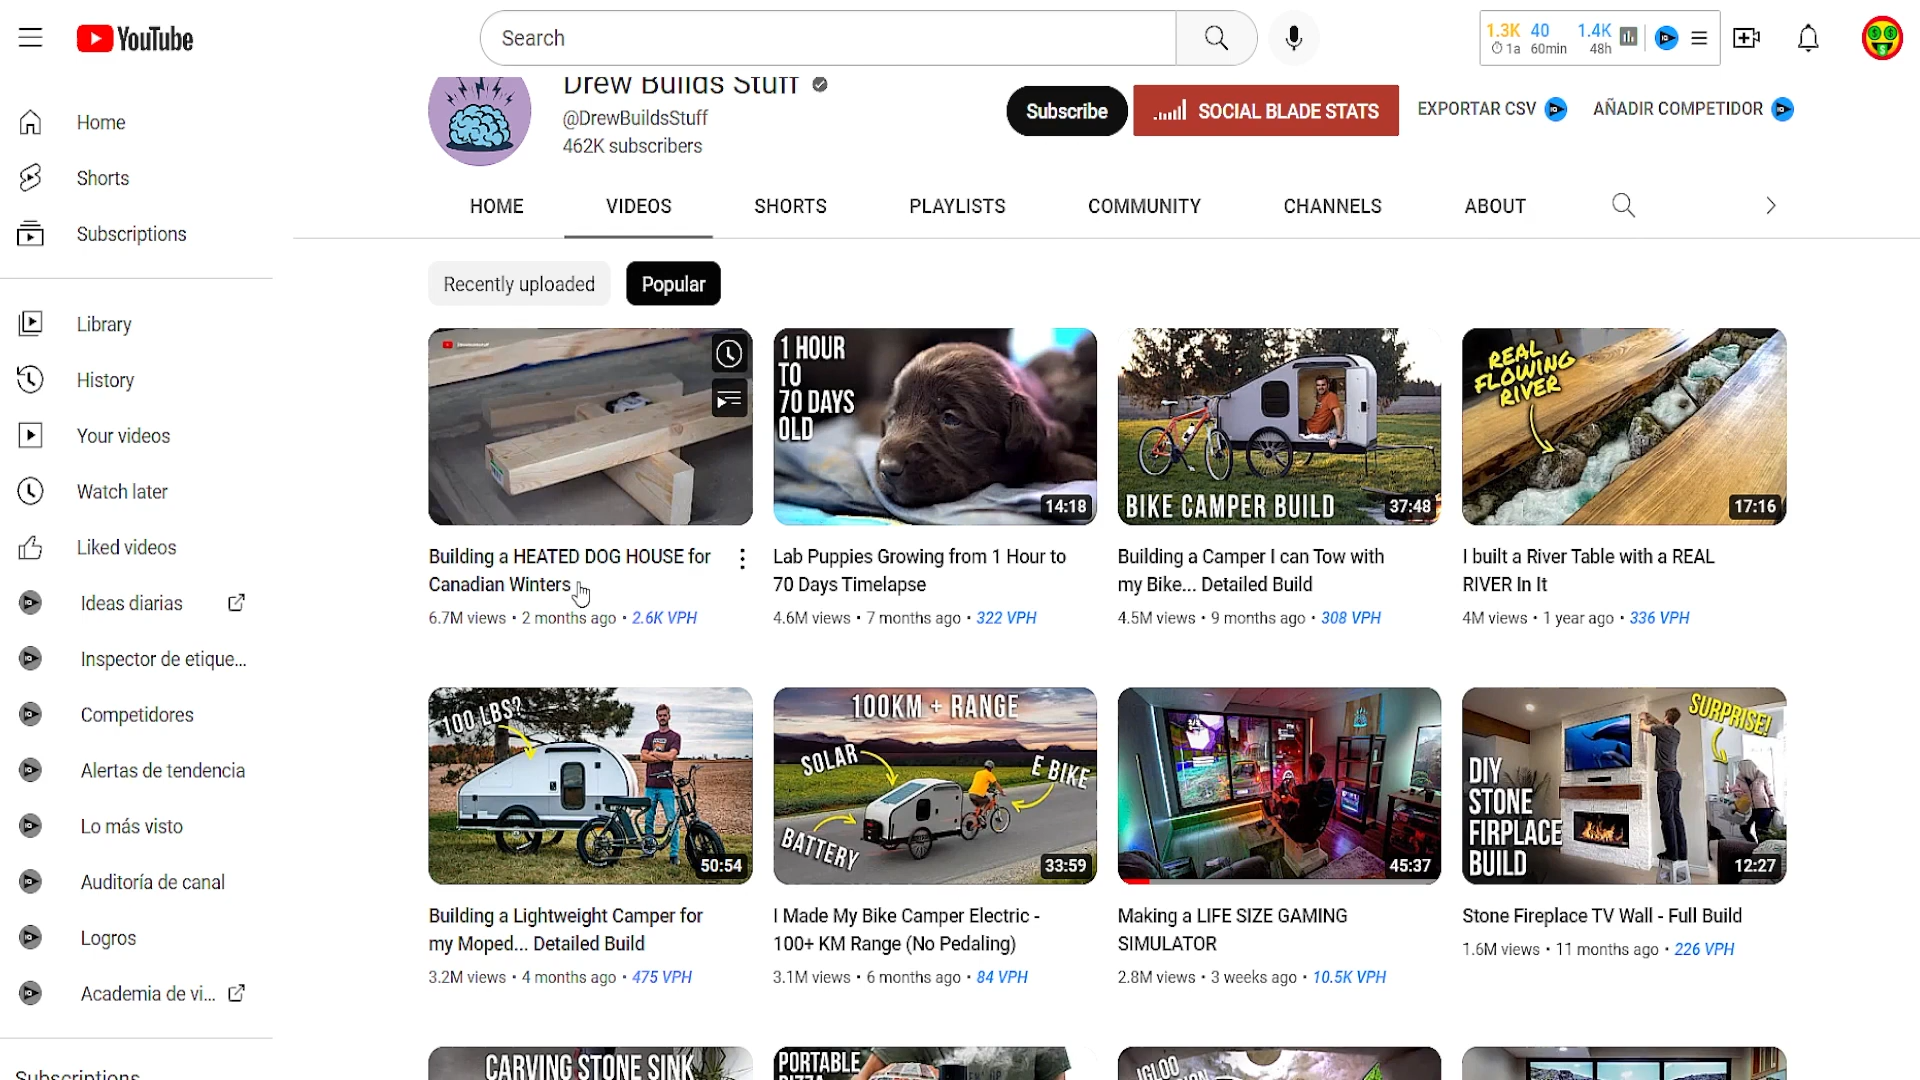 YouTube
Search
1.3K 40 1.4K
1a 60min 48h
Drew Builds Stuff
@DrewBuildsStuff
462K subscribers
Subscribe
SOCIAL BLADE STATS
EXPORTAR CSV
AÑADIR COMPETIDOR
HOME
VIDEOS
SHORTS
PLAYLISTS
COMMUNITY
CHANNELS
ABOUT
Home
Shorts
Subscriptions
Library
History
Your videos
Watch later
Liked videos
Ideas diarias
Inspector de etique...
Competidores
Alertas de tendencia
Lo más visto
Auditoría de canal
Logros
Academia de vi...
Subscriptions
Recently uploaded
Popular
Building a HEATED DOG HOUSE for
Canadian Winters
6.7M views • 2 months ago • 2.6K VPH
1 HOUR
TO
70 DAYS
OLD
14:18
Lab Puppies Growing from 1 Hour to
70 Days Timelapse
4.6M views • 7 months ago • 322 VPH
BIKE CAMPER BUILD
37:48
Building a Camper I can Tow with
my Bike... Detailed Build
4.5M views • 9 months ago • 308 VPH
REAL
FLOWING
RIVER
17:16
I built a River Table with a REAL
RIVER In It
4M views • 1 year ago • 336 VPH
100 LBS?
50:54
Building a Lightweight Camper for
my Moped... Detailed Build
3.2M views • 4 months ago • 475 VPH
100KM + RANGE
SOLAR
E BIKE
BATTERY
33:59
I Made My Bike Camper Electric -
100+ KM Range (No Pedaling)
3.1M views • 6 months ago • 84 VPH
45:37
Making a LIFE SIZE GAMING
SIMULATOR
2.8M views • 3 weeks ago • 10.5K VPH
SURPRISE!
DIY
STONE
FIRPLACE
BUILD
12:27
Stone Fireplace TV Wall - Full Build
1.6M views • 11 months ago • 226 VPH
CARVING STONE SINK
PORTABLE
PIZZA
IGLOO